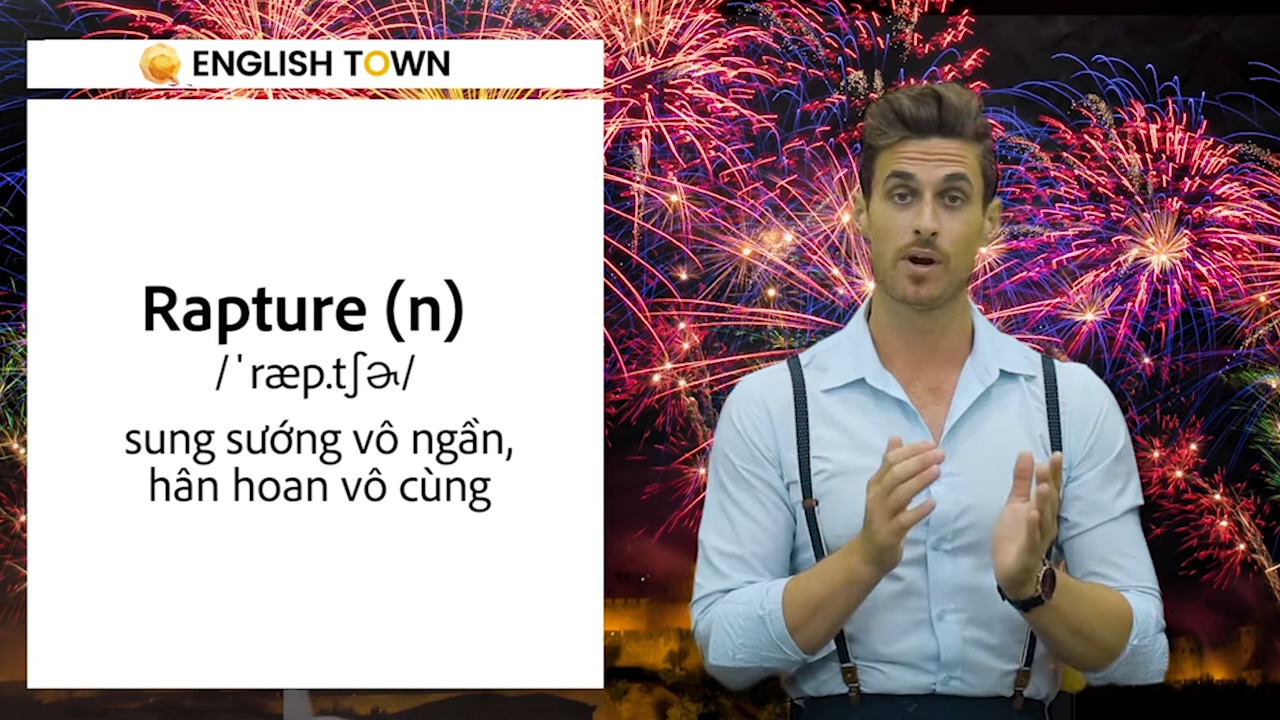 ENGLISH TOWN
Rapture (n)
/ˈræp.tʃɚ/
sung sướng vô ngần,
hân hoan vô cùng